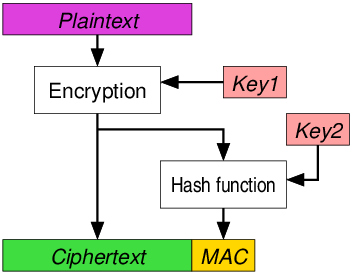 Plaintext
Encryption
Key1
Key2
Hash function
Ciphertext
MAC